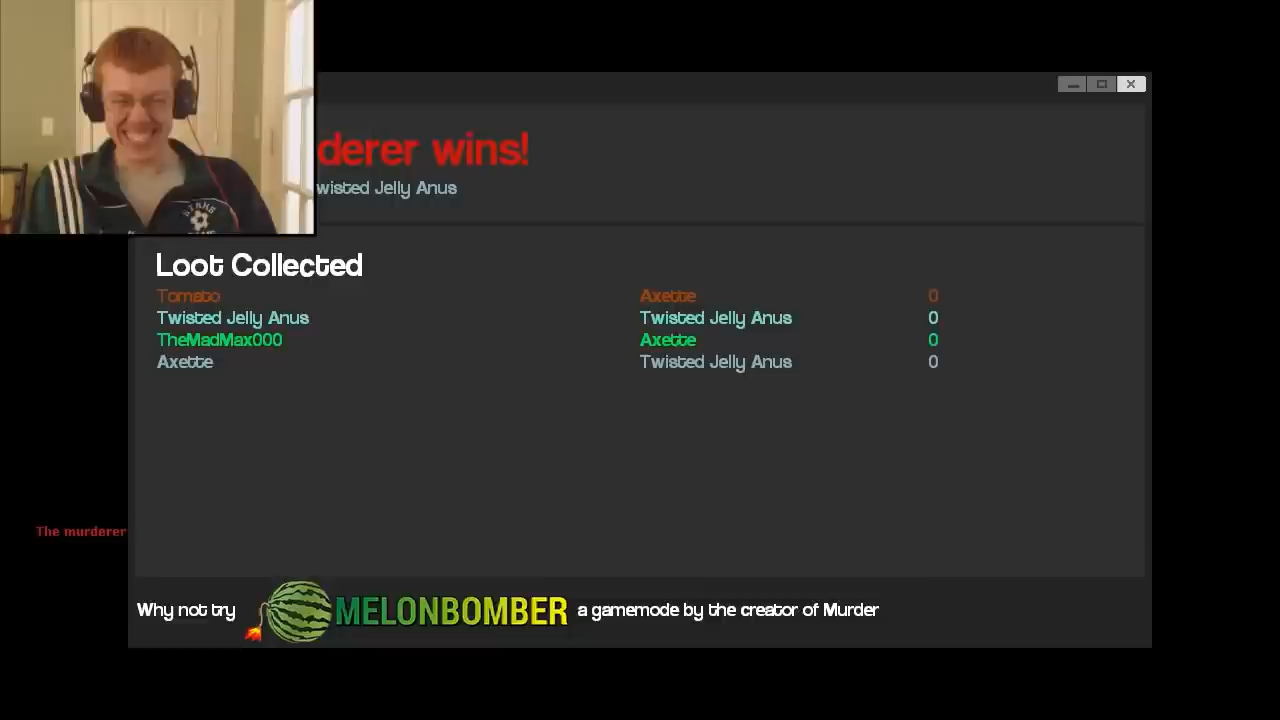 derer wins!
wisted Jelly Anus
Loot Collected
Tomato Axette 0
Twisted Jelly Anus Twisted Jelly Anus 0
TheMadMax000 Axette 0
Axette Twisted Jelly Anus 0
The murderer
Why not try MELONBOMBER a gamemode by the creator of Murder